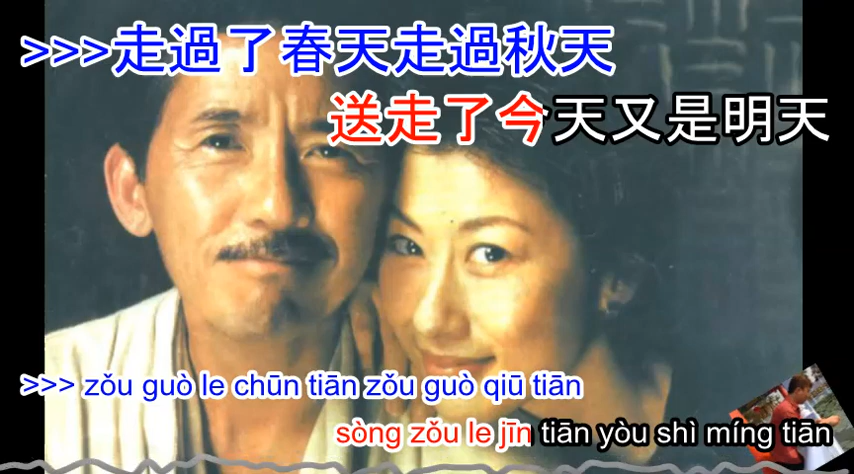 >>>走過了春天走過秋天
送走了今天又是明天
>>> zǒu guò le chūn tiān zǒu guò qiū tiān
sòng zǒu le jīn tiān yòu shì míng tiān